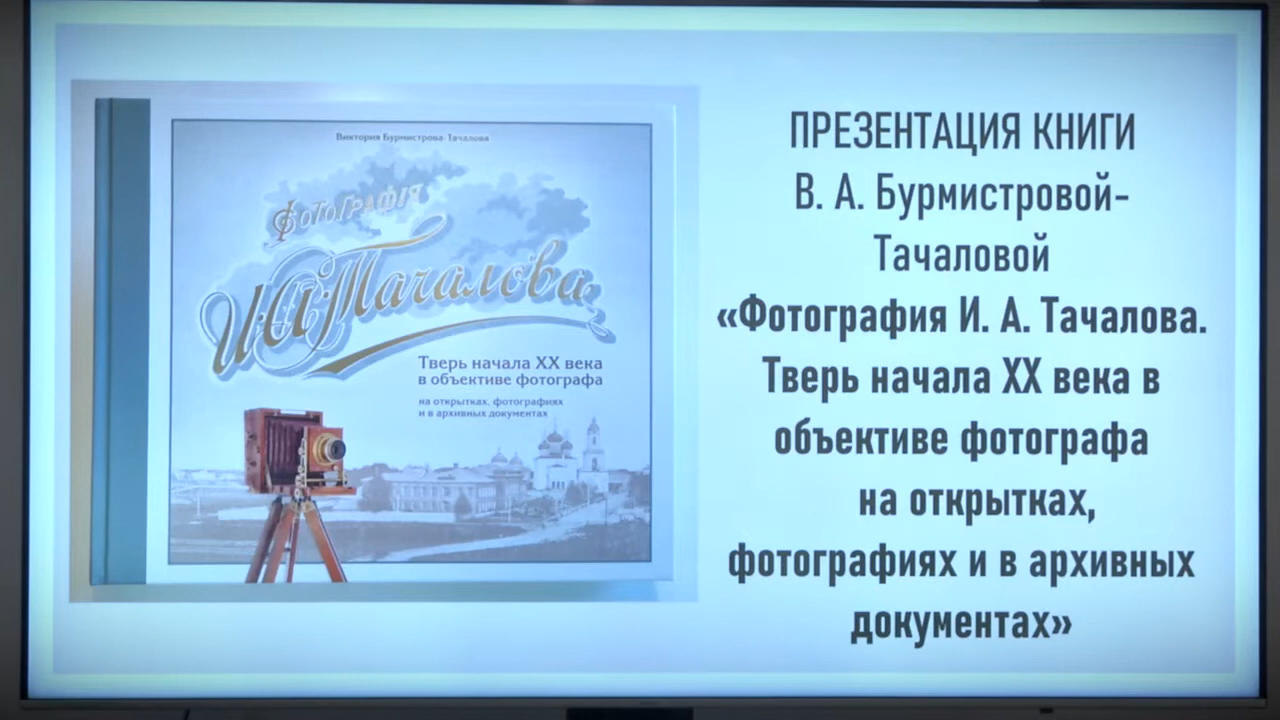 Виктория Бурмистрова-Тачалова
Фотографія
И.А.Тачалова
Тверь начала XX века
в объективе фотографа
на открытках, фотографиях
и в архивных документах
ПРЕЗЕНТАЦИЯ КНИГИ
В. А. Бурмистровой-
Тачаловой
«Фотография И. А. Тачалова.
Тверь начала XX века в
объективе фотографа
на открытках,
фотографиях и в архивных
документах»